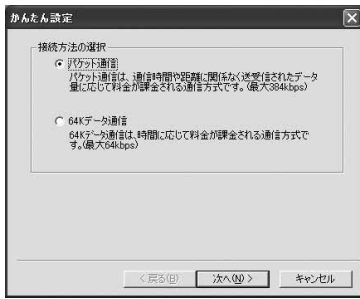 かんたん設定
接続方法の選択
パケット通信
パケット通信は、通信時間や距離に関係なく送受信されたデータ
量に応じて料金が課金される通信方式です。(最大384kbps)
64Kデータ通信
64Kデータ通信は、時間に応じて料金が課金される通信方式で
す。(最大64kbps)
< 戻る(B)
次へ(N) >
キャンセル